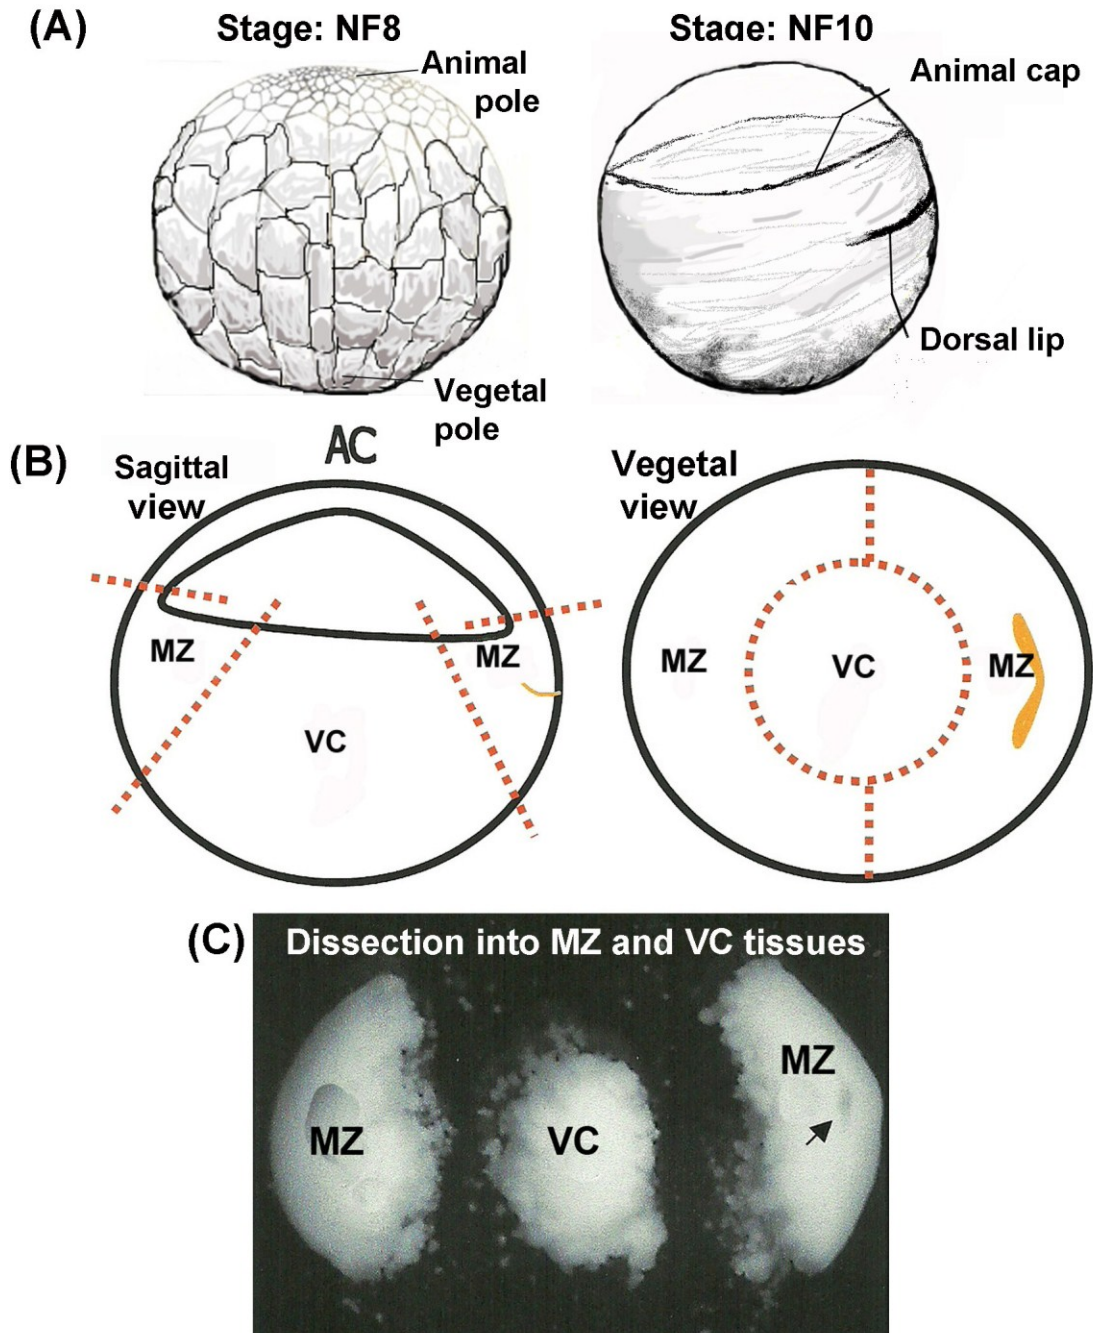 (A)
Stage: NF8
Stage: NF10
Animal
pole
Animal cap
Vegetal
pole
Dorsal lip
(B)
AC
Sagittal
view
Vegetal
view
MZ
MZ
VC
MZ
VC
MZ
(C)
Dissection into MZ and VC tissues
MZ
VC
MZ